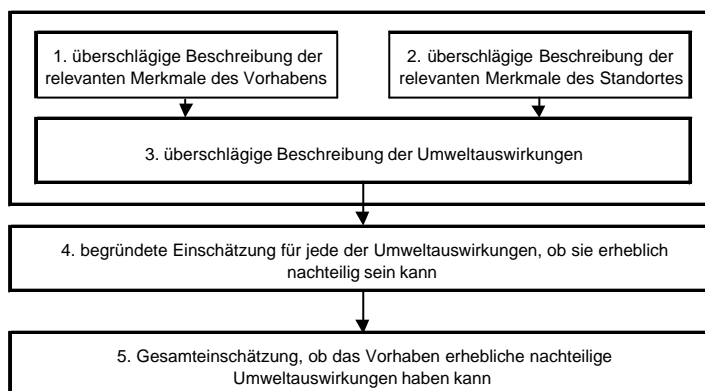 1. überschlägige Beschreibung der
relevanten Merkmale des Vorhabens
2. überschlägige Beschreibung der
relevanten Merkmale des Standortes
3. überschlägige Beschreibung der Umweltauswirkungen
4. begründete Einschätzung für jede der Umweltauswirkungen, ob sie erheblich
nachteilig sein kann
5. Gesamteinschätzung, ob das Vorhaben erhebliche nachteilige
Umweltauswirkungen haben kann